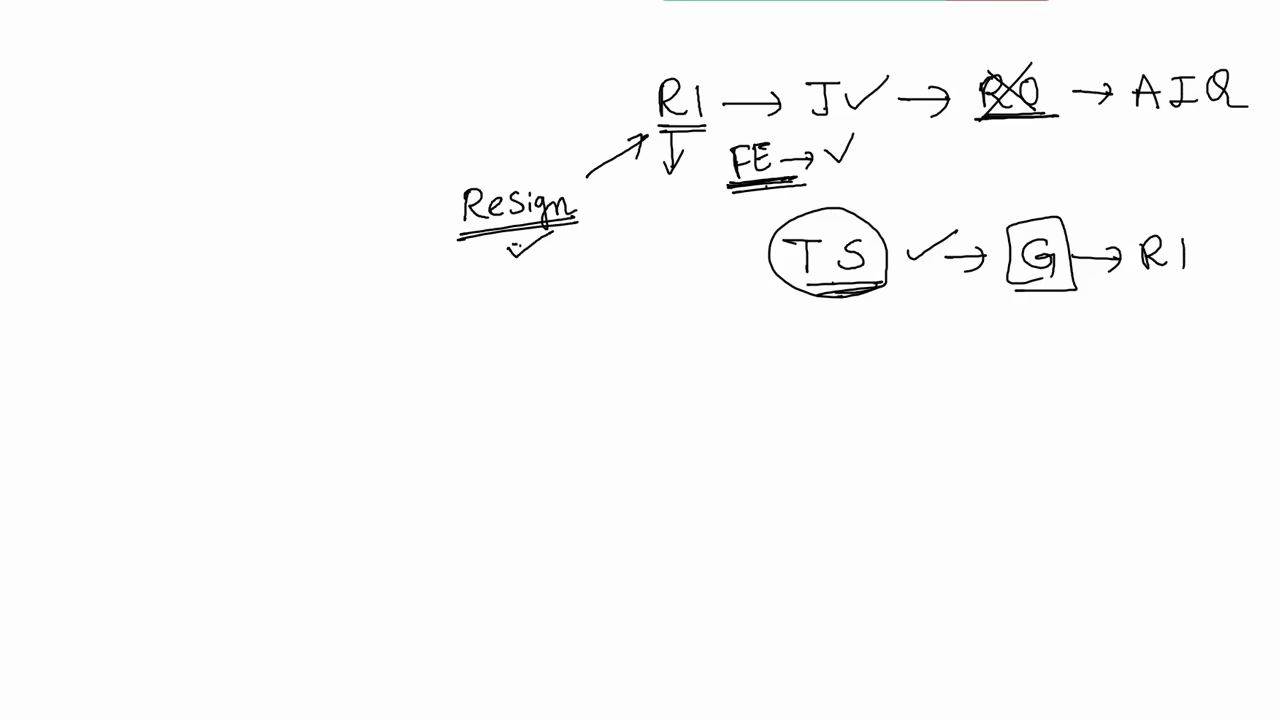 R1 → J✓ → RO → AIQ
FE → ✓
Resign
✓
TS ✓ → G → R1